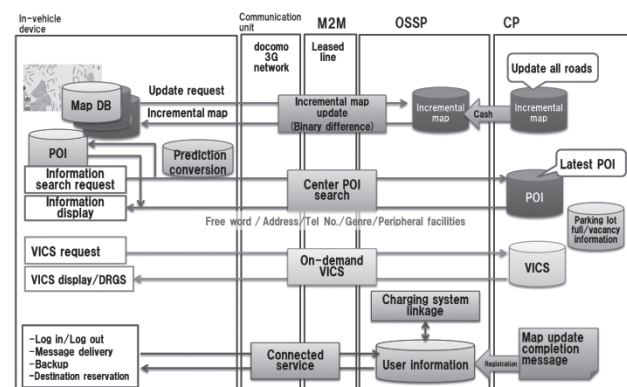 In-vehicle
device
Communication
unit
M2M
OSSP
CP
docomo
3G
network
Leased
line
Update all roads
Map DB
Update request
Incremental map
Incremental map
update
(Binary difference)
Incremental
map
Cash
Incremental
map
POI
Prediction
conversion
Latest POI
Information
search request
Information
display
Center POI
search
POI
Free word / Address/Tel No./Genre/Peripheral facilities
Parking lot
full/vacancy
information
VICS request
VICS display/DRGS
On-demand
VICS
VICS
Charging system
linkage
-Log in/Log out
-Message delivery
-Backup
-Destination reservation
Connected
service
User information
Registration
Map update
completion
message